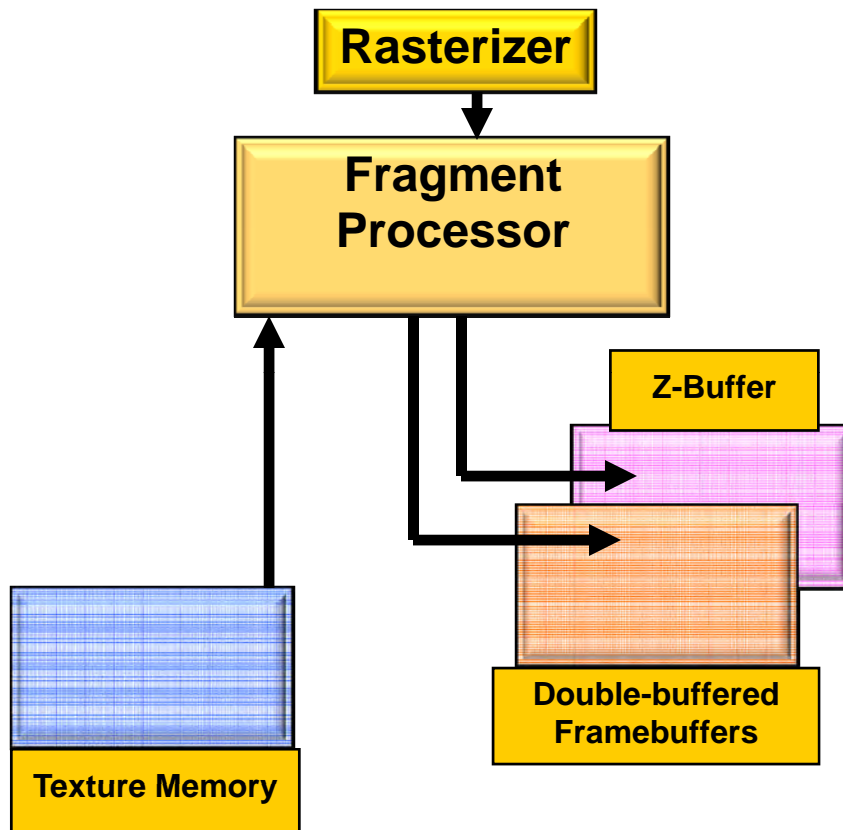 Rasterizer
Fragment
Processor
Z-Buffer
Double-buffered
Framebuffers
Texture Memory